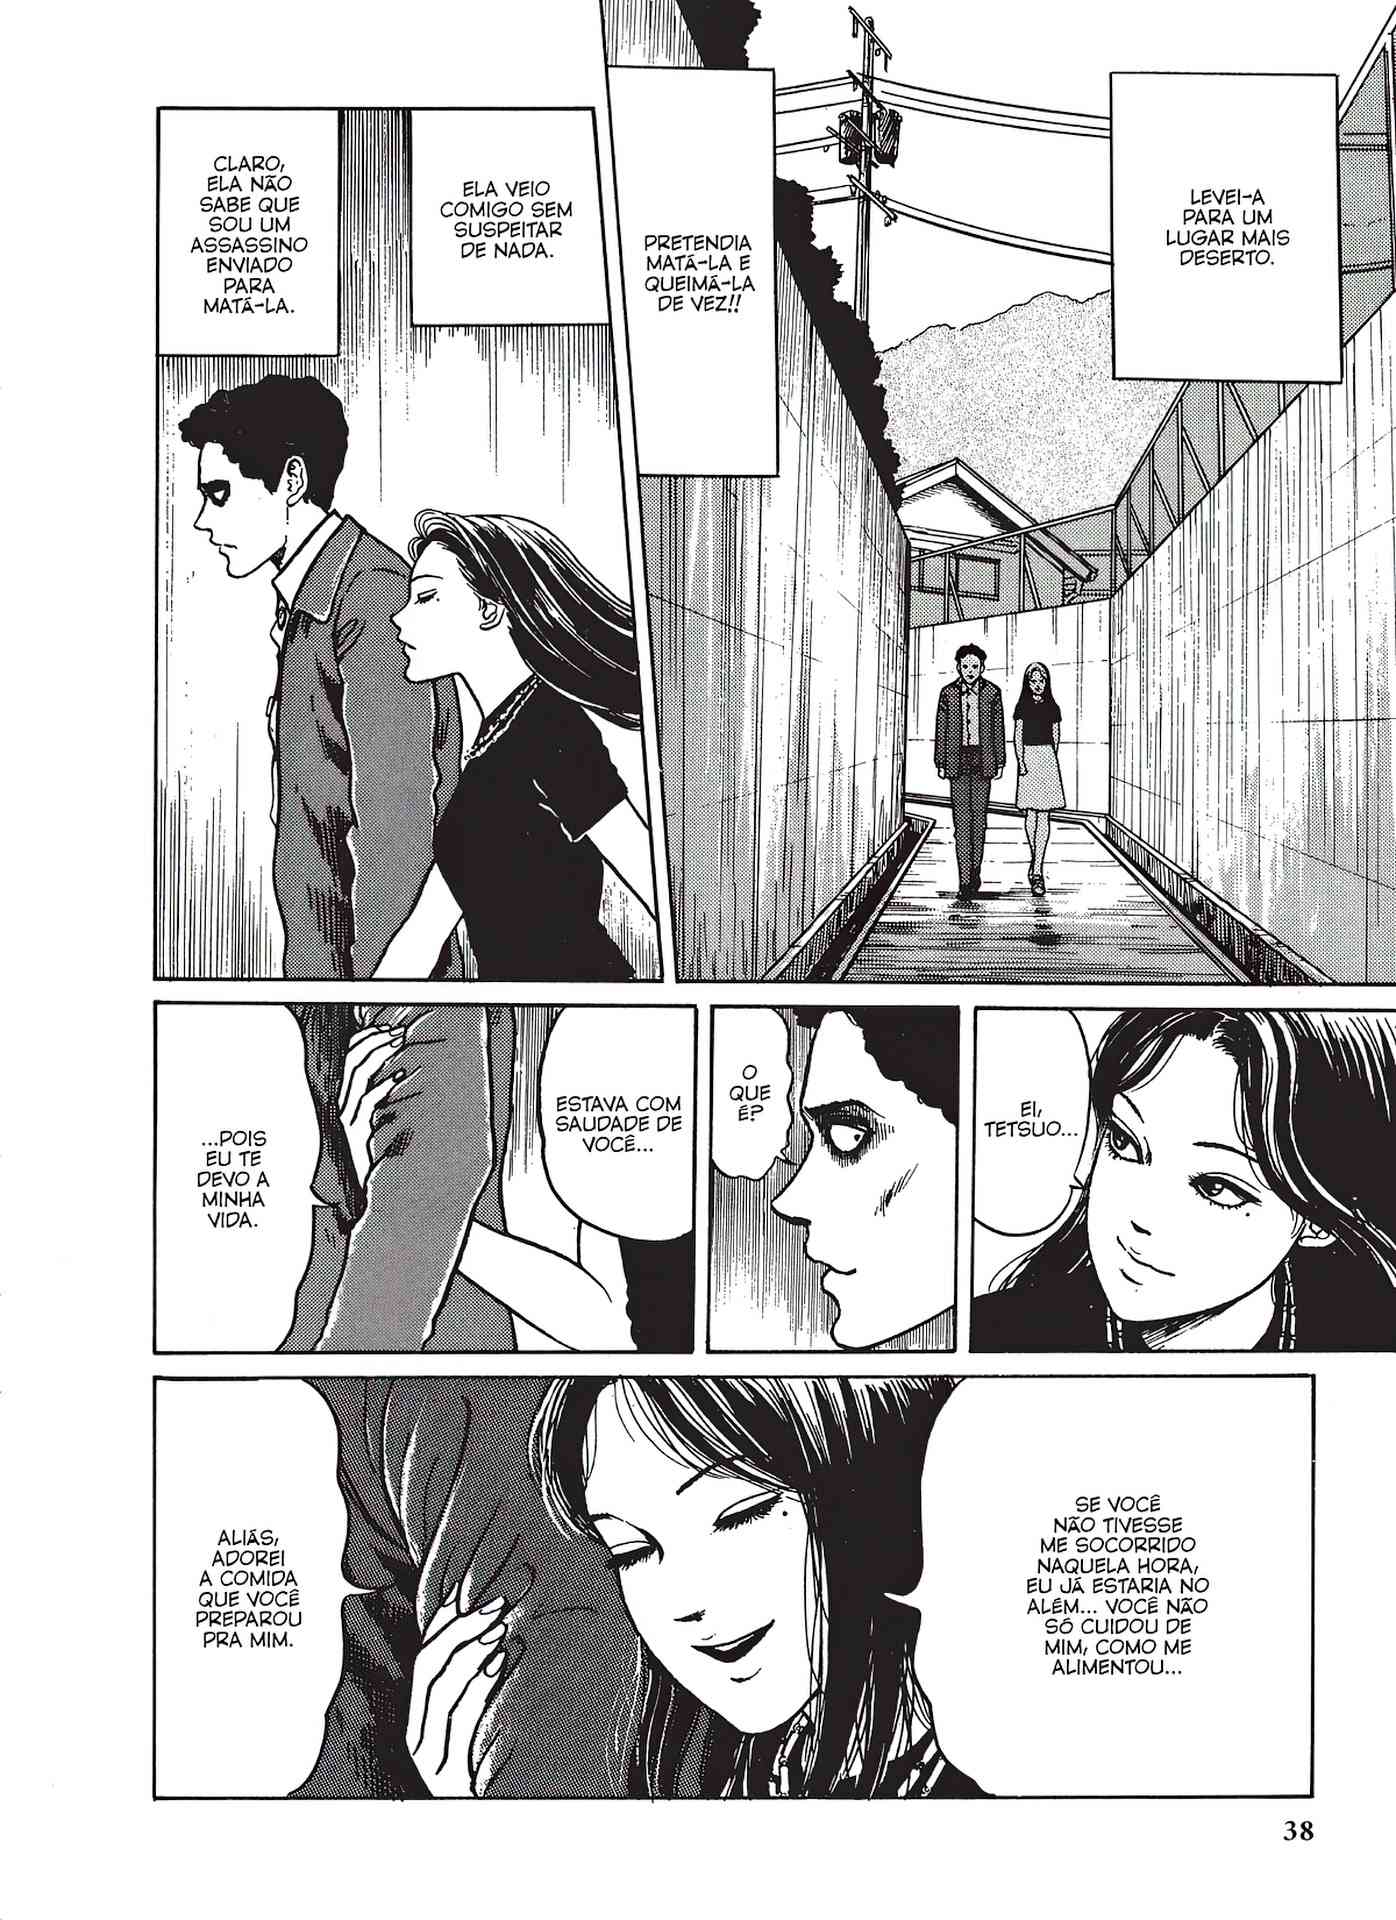 LEVEI-A
PARA UM
LUGAR MAIS
DESERTO.
PRETENDIA
MATÁ-LA E
QUEIMÁ-LA
DE VEZ!!
ELA VEIO
COMIGO SEM
SUSPEITAR
DE NADA.
CLARO,
ELA NÃO
SABE QUE
SOU UM
ASSASSINO
ENVIADO
PARA
MATÁ-LA.
EI,
TETSUO...
O
QUE
É?
ESTAVA COM
SAUDADE DE
VOCÊ...
...POIS
EU TE
DEVO A
MINHA
VIDA.
SE VOCÊ
NÃO TIVESSE
ME SOCORRIDO
NAQUELA HORA,
EU JÁ ESTARIA NO
ALÉM... VOCÊ NÃO
SÓ CUIDOU DE
MIM, COMO ME
ALIMENTOU...
ALIÁS,
ADOREI
A COMIDA
QUE VOCÊ
PREPAROU
PRA MIM.
38